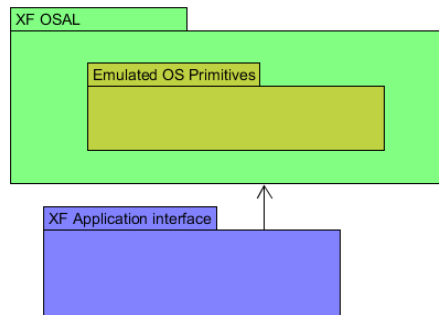 XF OSAL
Emulated OS Primitives
XF Application interface